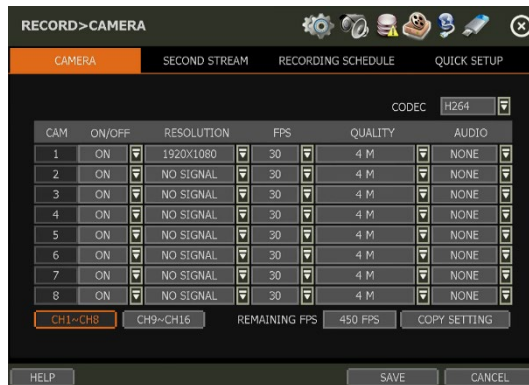 RECORD>CAMERA
CAMERA SECOND STREAM RECORDING SCHEDULE QUICK SETUP
CODEC H264
CAM ON/OFF RESOLUTION FPS QUALITY AUDIO
1 ON 1920X1080 30 4 M NONE
2 ON NO SIGNAL 30 4 M NONE
3 ON NO SIGNAL 30 4 M NONE
4 ON NO SIGNAL 30 4 M NONE
5 ON NO SIGNAL 30 4 M NONE
6 ON NO SIGNAL 30 4 M NONE
7 ON NO SIGNAL 30 4 M NONE
8 ON NO SIGNAL 30 4 M NONE
CH1~CH8 CH9~CH16 REMAINING FPS 450 FPS COPY SETTING
HELP SAVE CANCEL